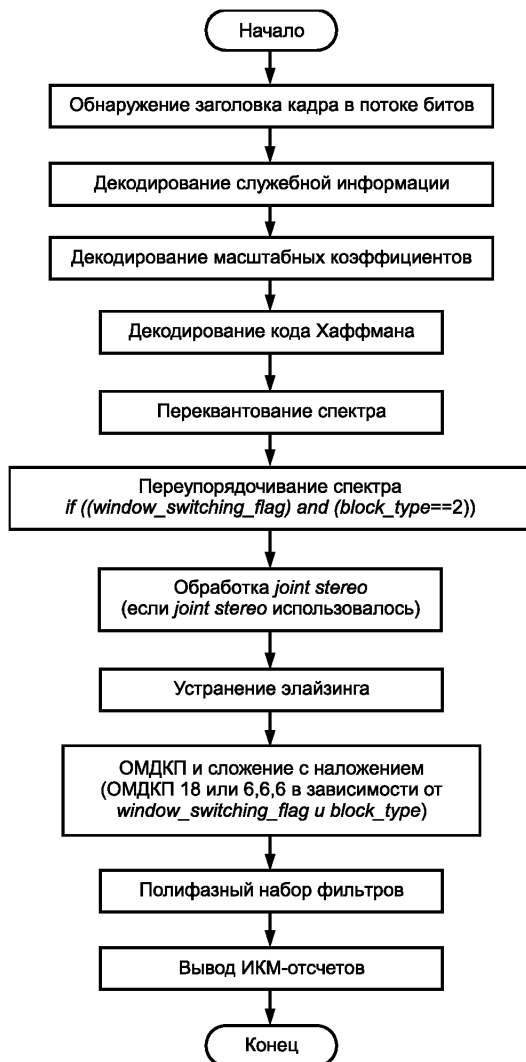 Начало
Обнаружение заголовка кадра в потоке битов
Декодирование служебной информации
Декодирование масштабных коэффициентов
Декодирование кода Хаффмана
Переквантование спектра
Переупорядочивание спектра
if ((window_switching_flag) and (block_type==2))
Обработка joint stereo
(если joint stereo использовалось)
Устранение элайзинга
ОМДКП и сложение с наложением
(ОМДКП 18 или 6,6,6 в зависимости от
window_switching_flag и block_type)
Полифазный набор фильтров
Вывод ИКМ-отсчетов
Конец